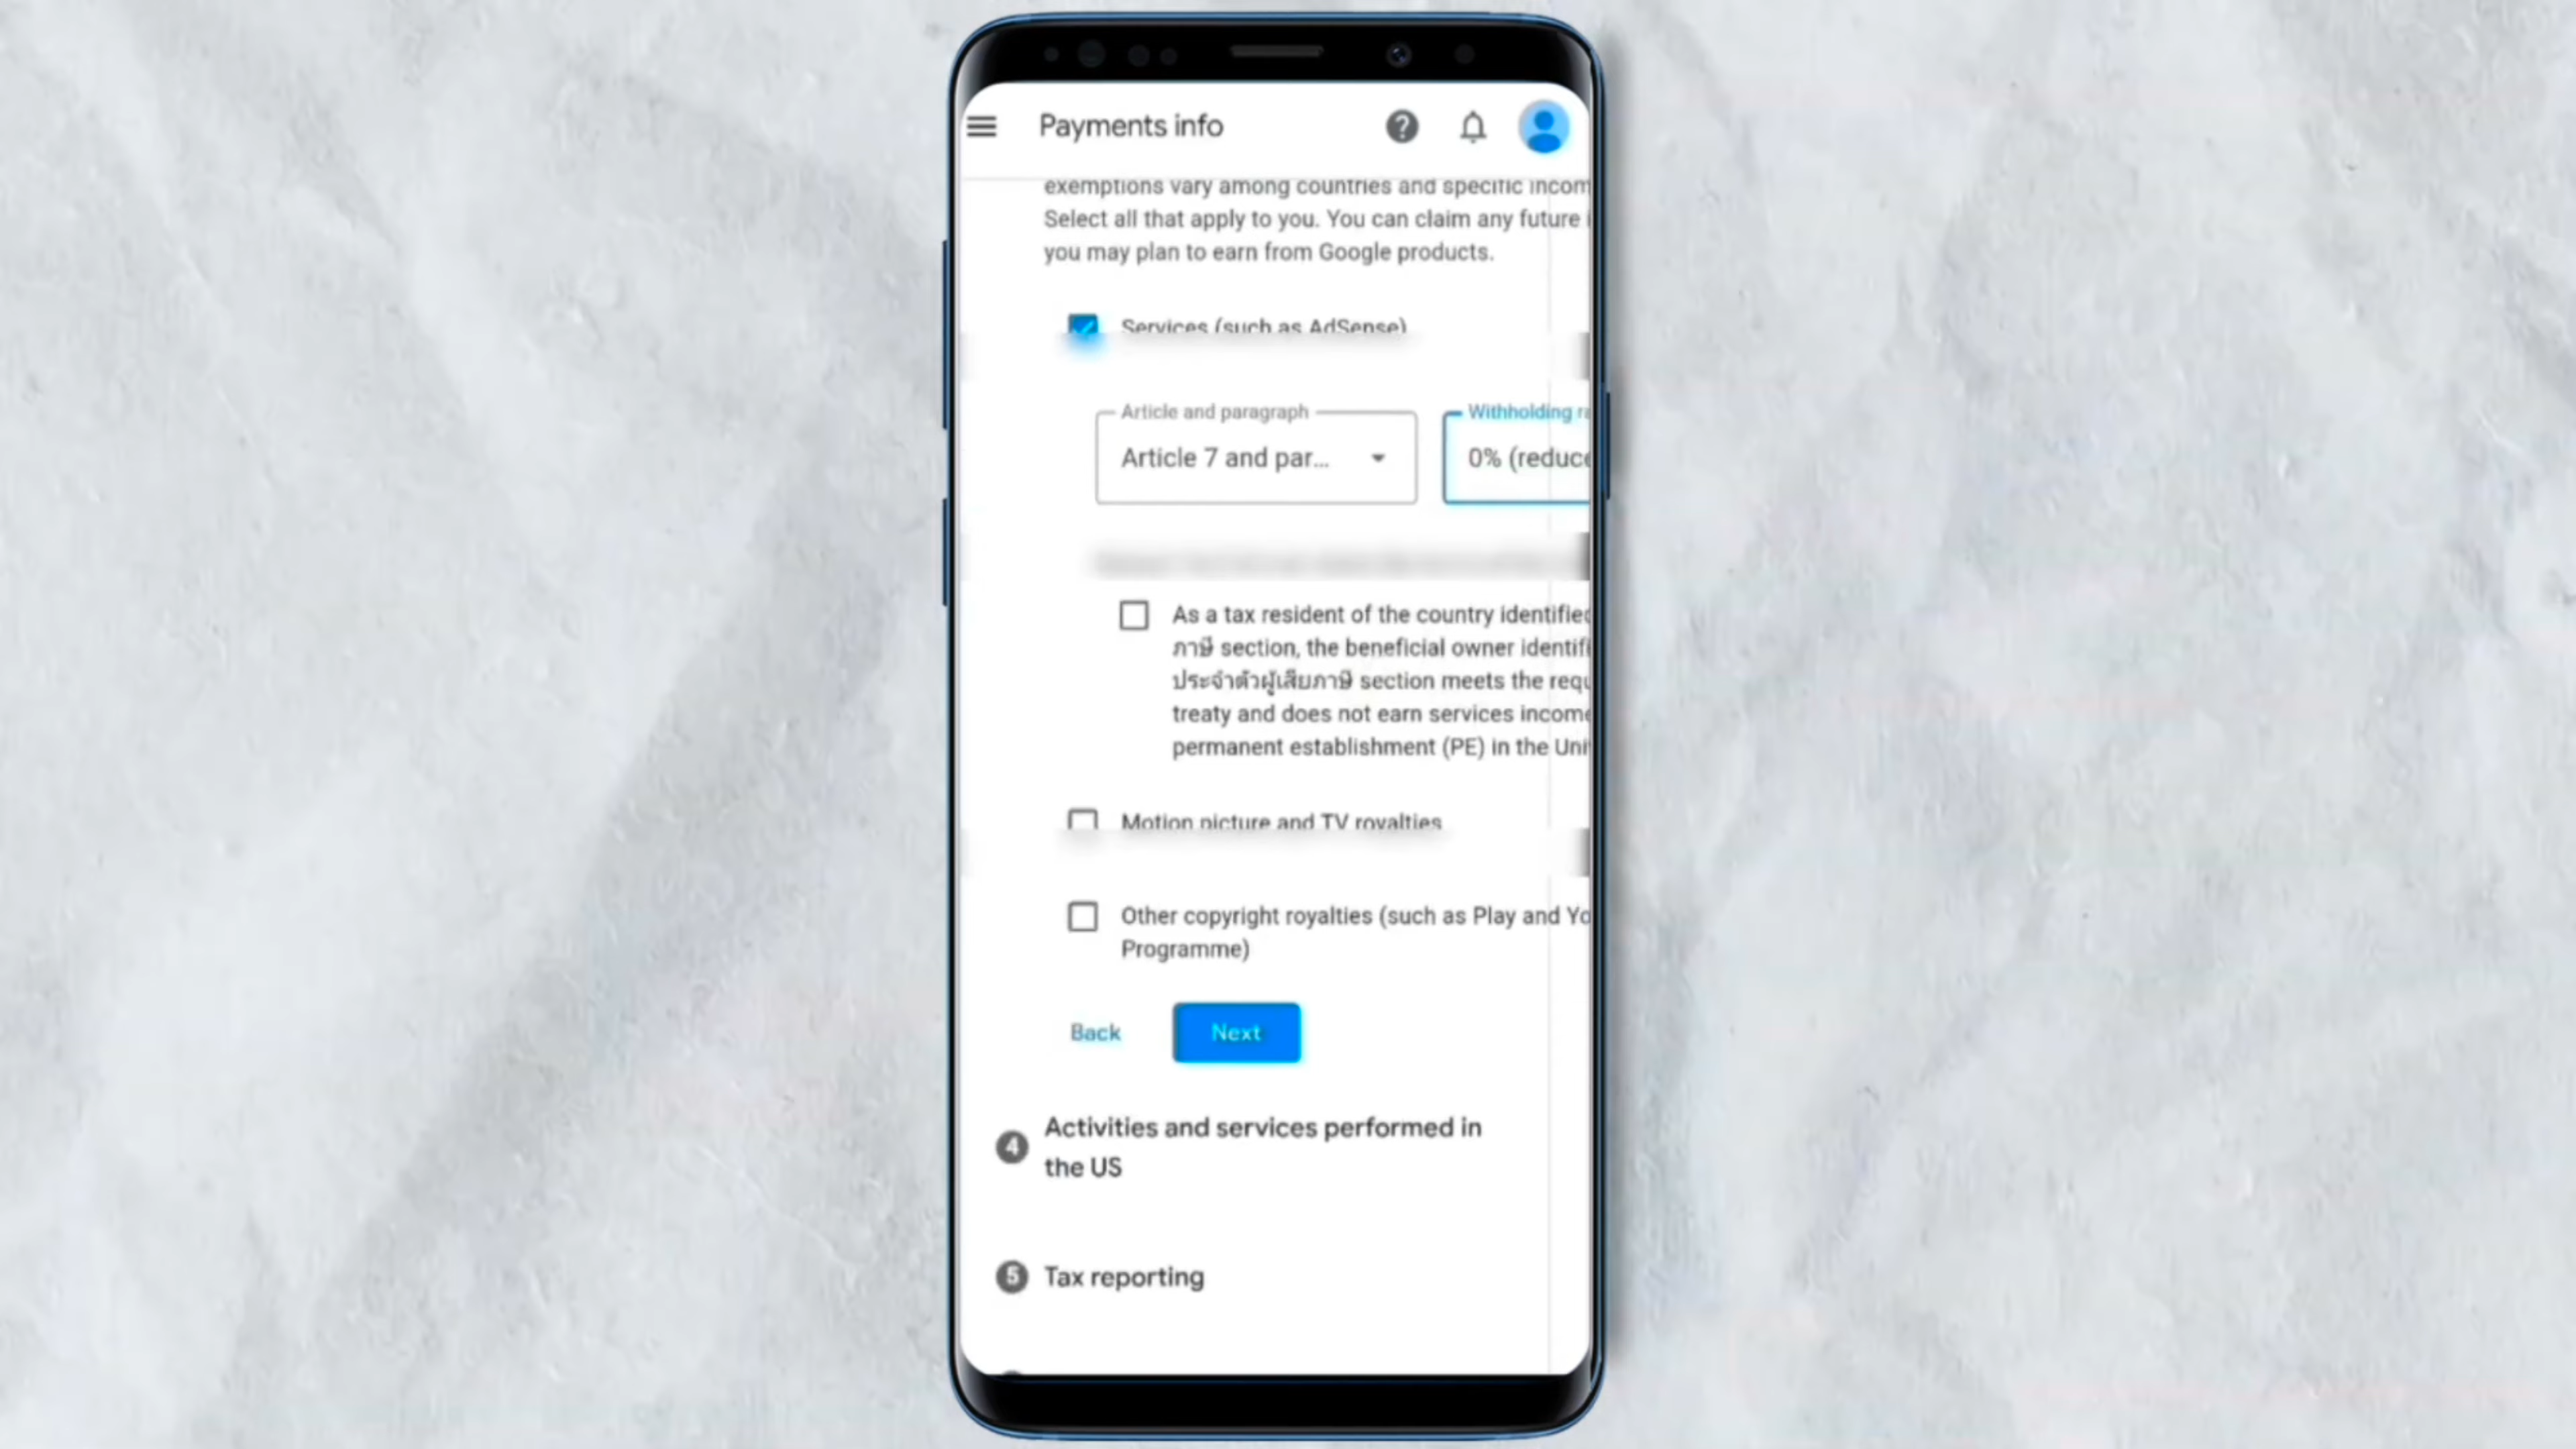 Payments info
exemptions vary among countries and specific incom
Select all that apply to you. You can claim any future
you may plan to earn from Google products.
Services (such as AdSense)
Article and paragraph
Withholding ra
Article 7 and par...
0% (reduce
As a tax resident of the country identified
ภาษี section, the beneficial owner identifi
ประจำตัวผู้เสียภาษี section meets the requ
treaty and does not earn services income
permanent establishment (PE) in the Uni
Motion picture and TV royalties
Other copyright royalties (such as Play and Yo
Programme)
Back
Next
4 Activities and services performed in
the US
5 Tax reporting